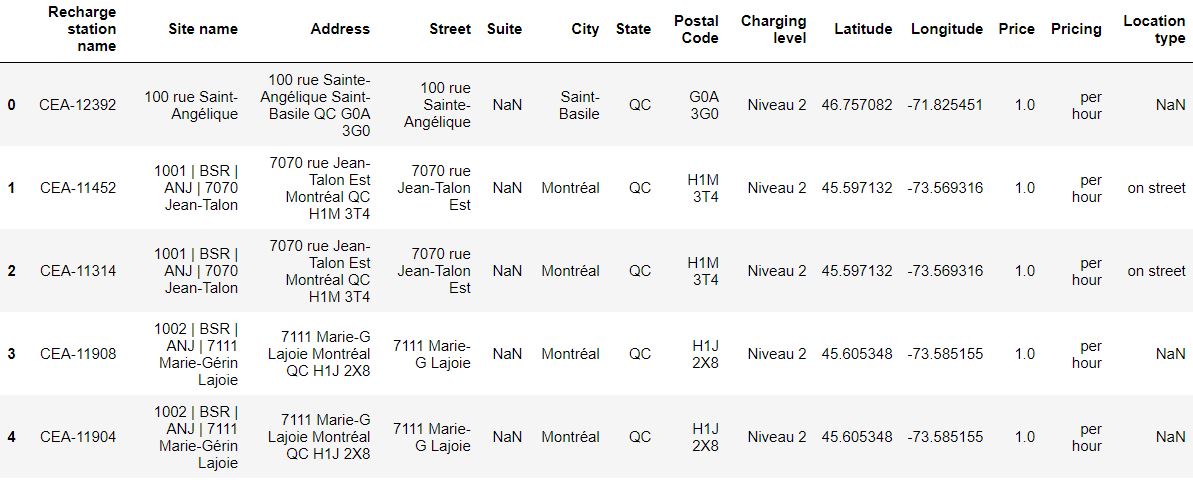 Recharge
station
name
Site name
Address
Street
Suite
City
State
Postal
Code
Charging
level
Latitude
Longitude
Price
Pricing
Location
type
0
CEA-12392
100 rue Saint-
Angélique
100 rue Sainte-
Angélique Saint-
Basile QC G0A
3G0
100 rue
Sainte-
Angélique
NaN
Saint-
Basile
QC
G0A
3G0
Niveau 2
46.757082
-71.825451
1.0
per
hour
NaN
1
CEA-11452
1001 | BSR |
ANJ | 7070
Jean-Talon
7070 rue Jean-
Talon Est
Montréal QC
H1M 3T4
7070 rue
Jean-Talon
Est
NaN
Montréal
QC
H1M
3T4
Niveau 2
45.597132
-73.569316
1.0
per
hour
on street
2
CEA-11314
1001 | BSR |
ANJ | 7070
Jean-Talon
7070 rue Jean-
Talon Est
Montréal QC
H1M 3T4
7070 rue
Jean-Talon
Est
NaN
Montréal
QC
H1M
3T4
Niveau 2
45.597132
-73.569316
1.0
per
hour
on street
3
CEA-11908
1002 | BSR |
ANJ | 7111
Marie-Gérin
Lajoie
7111 Marie-G
Lajoie Montréal
QC H1J 2X8
7111 Marie-
G Lajoie
NaN
Montréal
QC
H1J
2X8
Niveau 2
45.605348
-73.585155
1.0
per
hour
NaN
4
CEA-11904
1002 | BSR |
ANJ | 7111
Marie-Gérin
Lajoie
7111 Marie-G
Lajoie Montréal
QC H1J 2X8
7111 Marie-
G Lajoie
NaN
Montréal
QC
H1J
2X8
Niveau 2
45.605348
-73.585155
1.0
per
hour
NaN